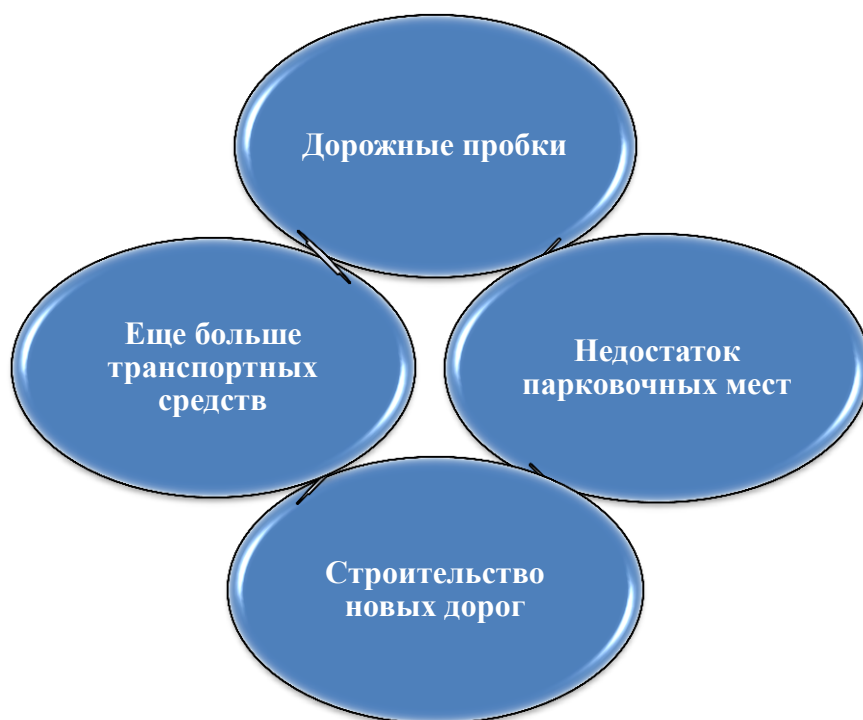 Дорожные пробки
Еще больше
транспортных
средств
Недостаток
парковочных мест
Строительство
новых дорог